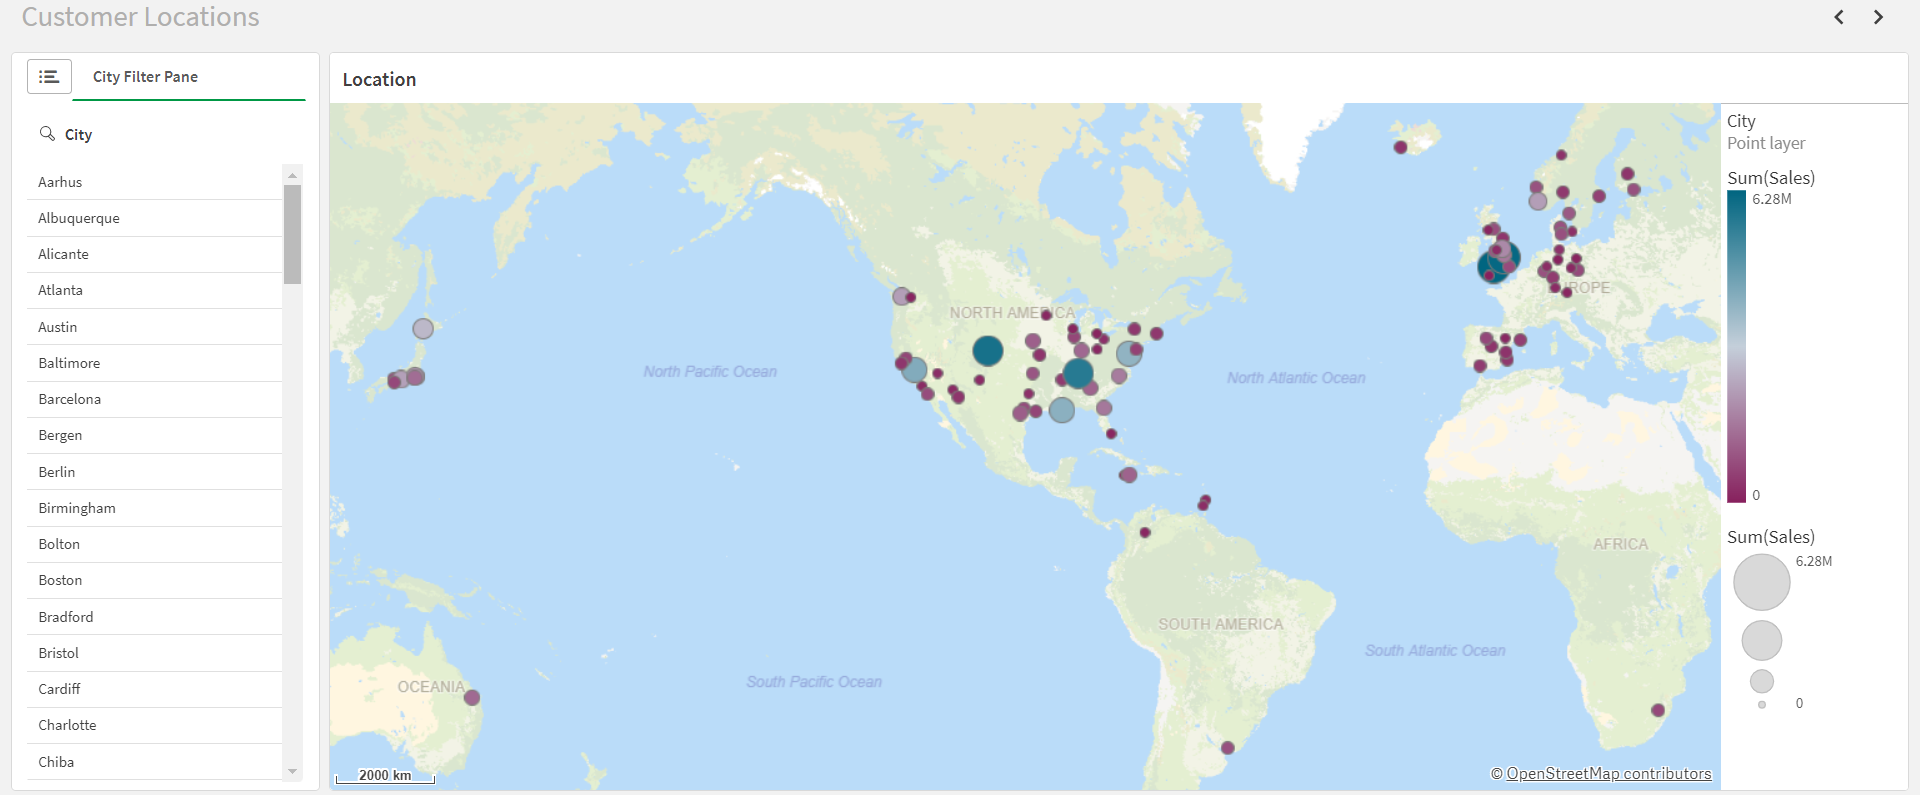 Customer Locations
City Filter Pane
City
Aarhus
Albuquerque
Alicante
Atlanta
Austin
Baltimore
Barcelona
Bergen
Berlin
Birmingham
Bolton
Boston
Bradford
Bristol
Cardiff
Charlotte
Chiba
Location
NORTH AMERICA
EUROPE
North Pacific Ocean
North Atlantic Ocean
AFRICA
SOUTH AMERICA
South Atlantic Ocean
OCEANIA
South Pacific Ocean
2000 km
© OpenStreetMap contributors
City
Point layer
Sum(Sales)
6.28M
0
Sum(Sales)
6.28M
0